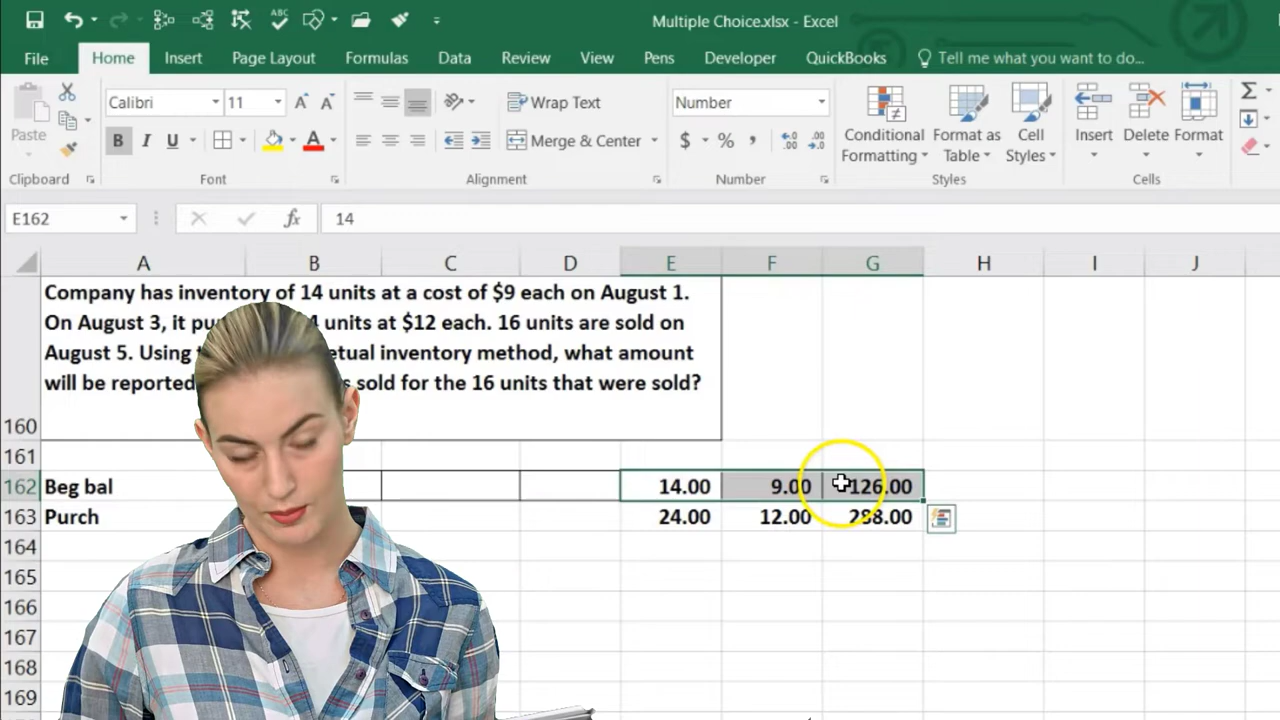 Multiple Choice.xlsx - Excel
ABC
File Home Insert Page Layout Formulas Data Review View Pens Developer QuickBooks Tell me what you want to do...
Calibri 11 Wrap Text Number
Paste Conditional Formatting Format as Table Cell Styles Insert Delete Format
B I U A Merge & Center $ % ,
Clipboard Font Alignment Number Styles Cells
E162 fx 14
A B C D E F G H I J
Company has inventory of 14 units at a cost of $9 each on August 1.
On August 3, it units at $12 each. 16 units are sold on
August 5. Using inventory method, what amount
will be reported sold for the 16 units that were sold?
160
161
162 Beg bal 14.00 9.00 126.00
163 Purch 24.00 12.00 288.00
164
165
166
167
168
169